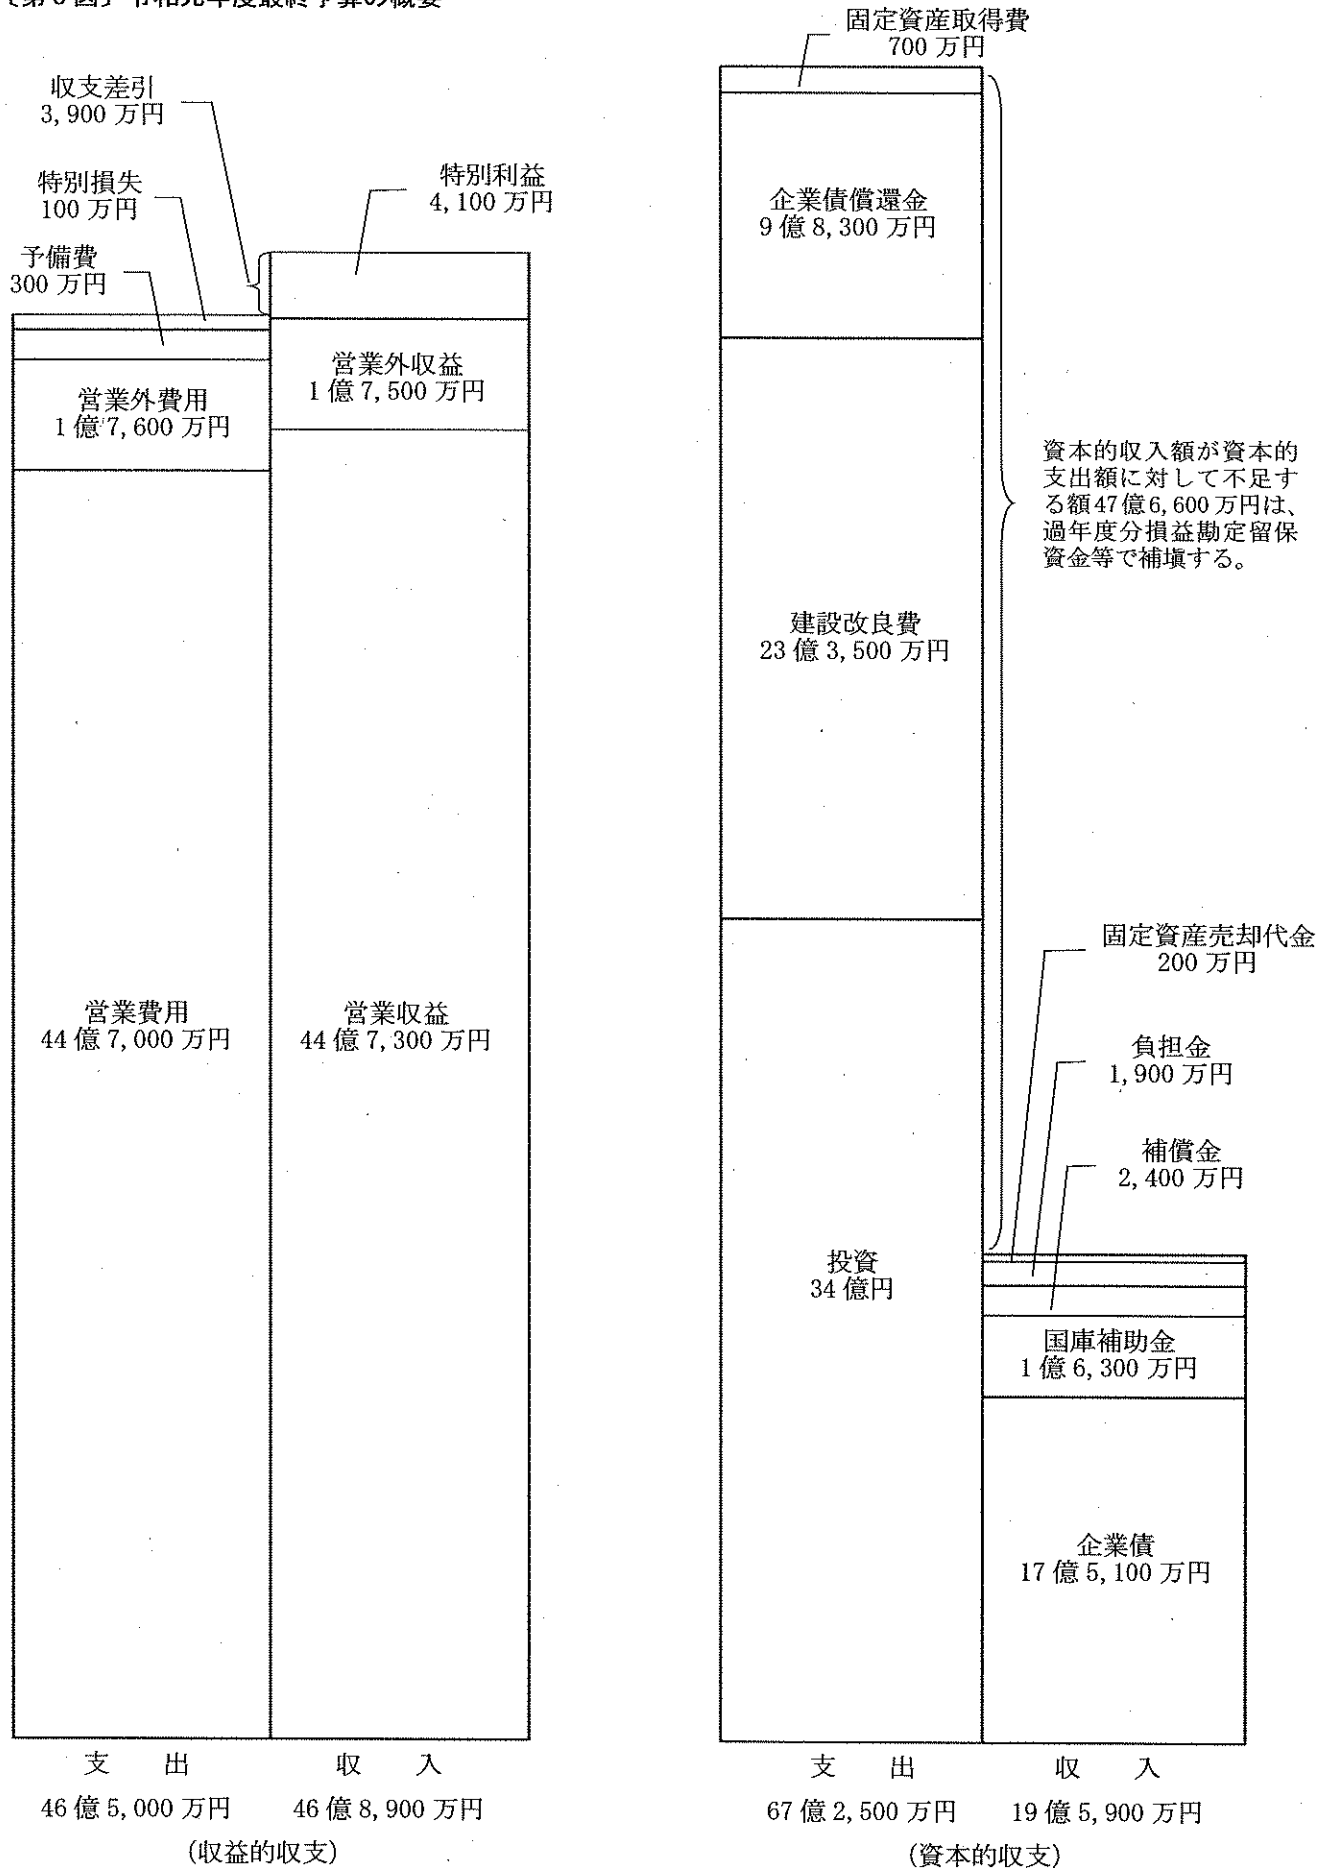 令和元年度最終予算の概要
収支差引
3,900 万円
特別損失
100 万円
予備費
300 万円
特別利益
4,100 万円
営業外費用
1 億 7,600 万円
営業外収益
1 億 7,500 万円
営業費用
44 億 7,000 万円
営業収益
44 億 7,300 万円
支 出
収 入
46 億 5,000 万円
46 億 8,900 万円
(収益的収支)
固定資産取得費
700 万円
企業債償還金
9 億 8,300 万円
建設改良費
23 億 3,500 万円
資本的収入額が資本的
支出額に対して不足す
る額47億6,600万円は、
過年度分損益勘定留保
資金等で補塡する。
投資
34 億円
固定資産売却代金
200 万円
負担金
1,900 万円
補償金
2,400 万円
国庫補助金
1 億 6,300 万円
企業債
17 億 5,100 万円
支 出
収 入
67 億 2,500 万円
19 億 5,900 万円
(資本的収支)